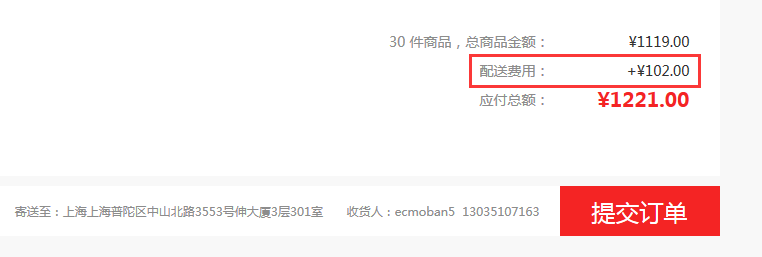 30 件商品，总商品金额： ¥1119.00
配送费用： +¥102.00
应付总额： ¥1221.00
寄送至：上海上海普陀区中山北路3553号伸大厦3层301室 收货人：ecmoban5 13035107163 提交订单